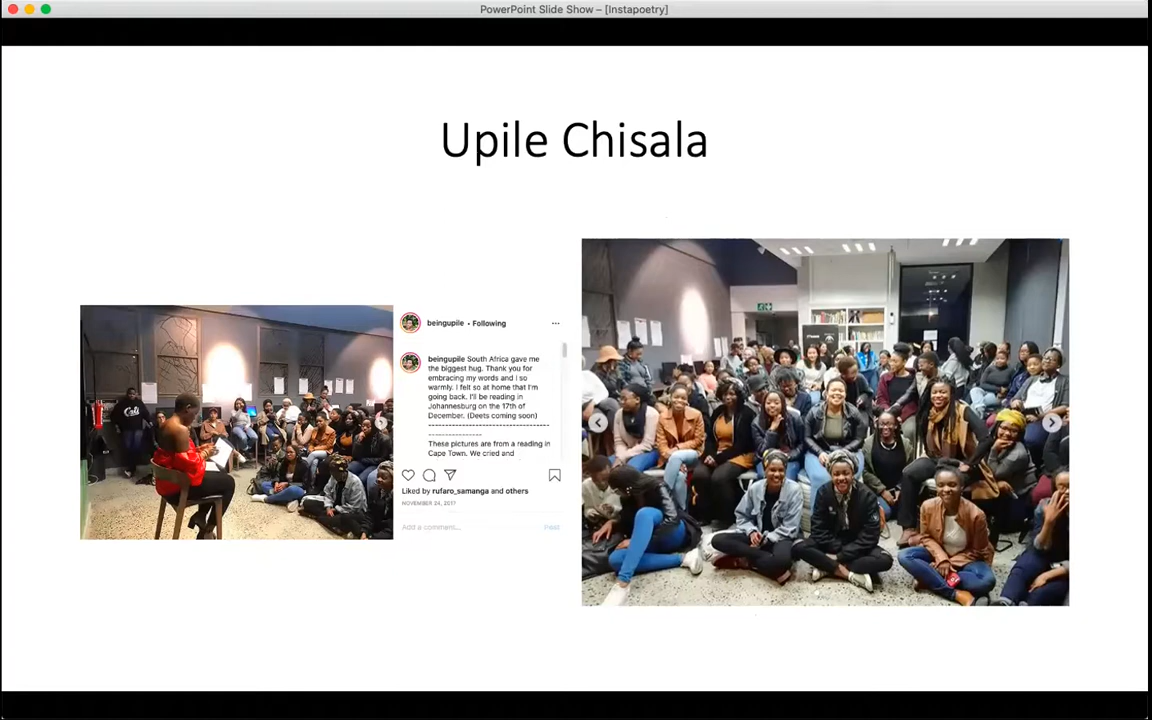 PowerPoint Slide Show – [Instapoetry]
Upile Chisala
beingupile • Following
beingupile South Africa gave me
the biggest hug. Thank you for
embracing my words and I so
warmly. I felt so at home that I'm
going back. I'll be reading in
Johannesburg on the 17th of
December. (Deets coming soon)
----------------------------------
----------------
These pictures are from a reading in
Cape Town. We cried and
Liked by rufaro_samanga and others
NOVEMBER 24, 2017
Add a comment...
Post